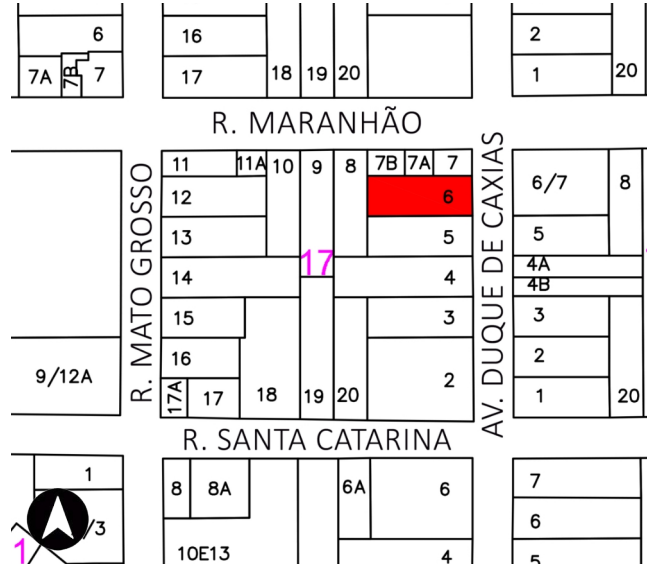 6
16
2
7A
7B
7
17
18
19
20
1
20
R. MARANHÃO
11
11A
10
9
8
7B
7A
7
6/7
8
12
6
13
5
5
17
14
4
4A
4B
15
3
3
16
2
9/12A
17A
17
18
19
20
2
1
20
R. MATO GROSSO
AV. DUQUE DE CAXIAS
R. SANTA CATARINA
1
8
8A
6A
6
7
/3
6
1
10E13
4
5